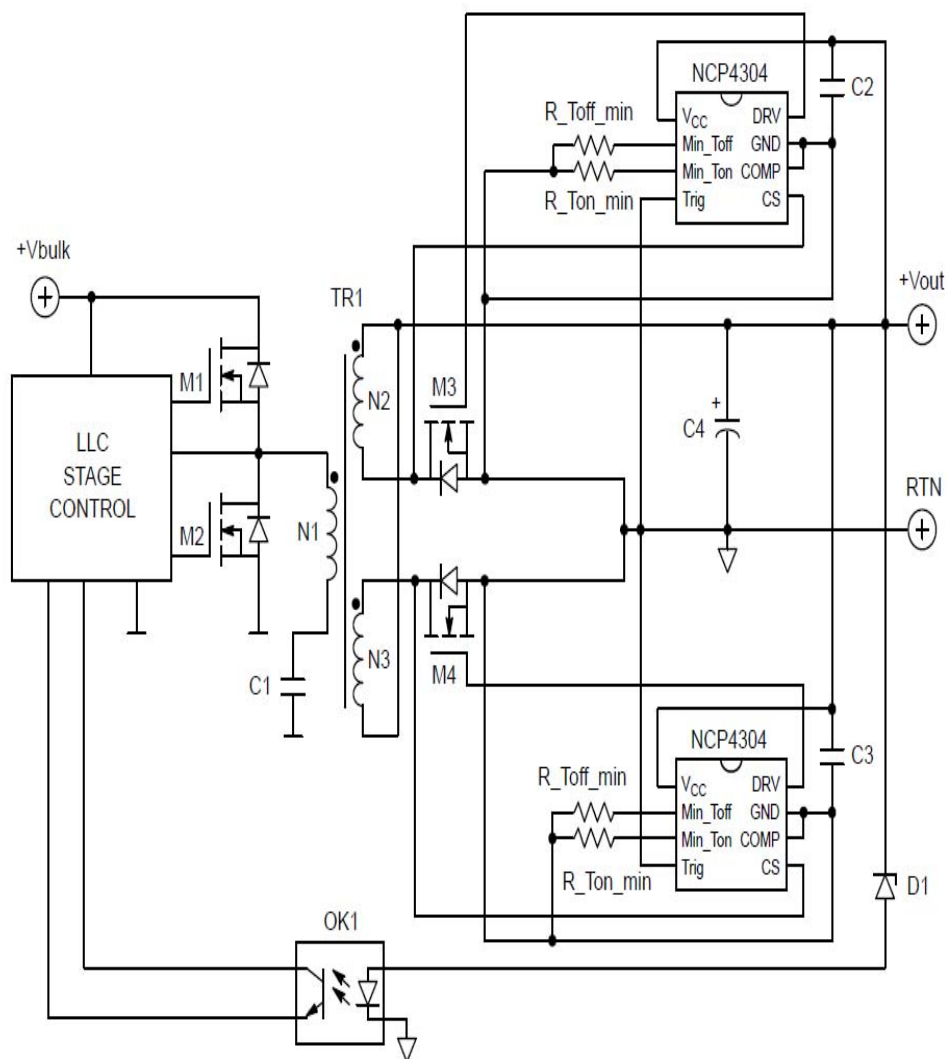 NCP4304
C2
R_Toff_min
V_CC
DRV
Min_Toff
GND
Min_Ton
COMP
R_Ton_min
Trig
CS
+Vbulk
TR1
+Vout
M1
M3
N2
+
C4
LLC
STAGE
CONTROL
RTN
M2
N1
N3
M4
C1
NCP4304
C3
R_Toff_min
V_CC
DRV
Min_Toff
GND
Min_Ton
COMP
R_Ton_min
Trig
CS
D1
OK1